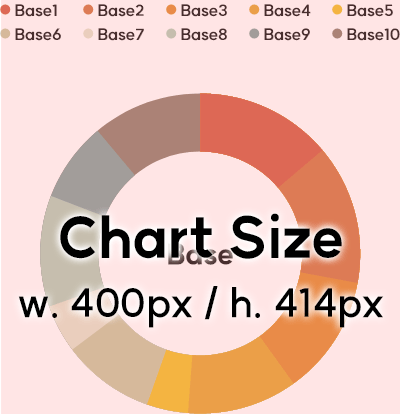 Base1 Base2 Base3 Base4 Base5
Base6 Base7 Base8 Base9 Base10
Chart Size
Base
w. 400px / h. 414px